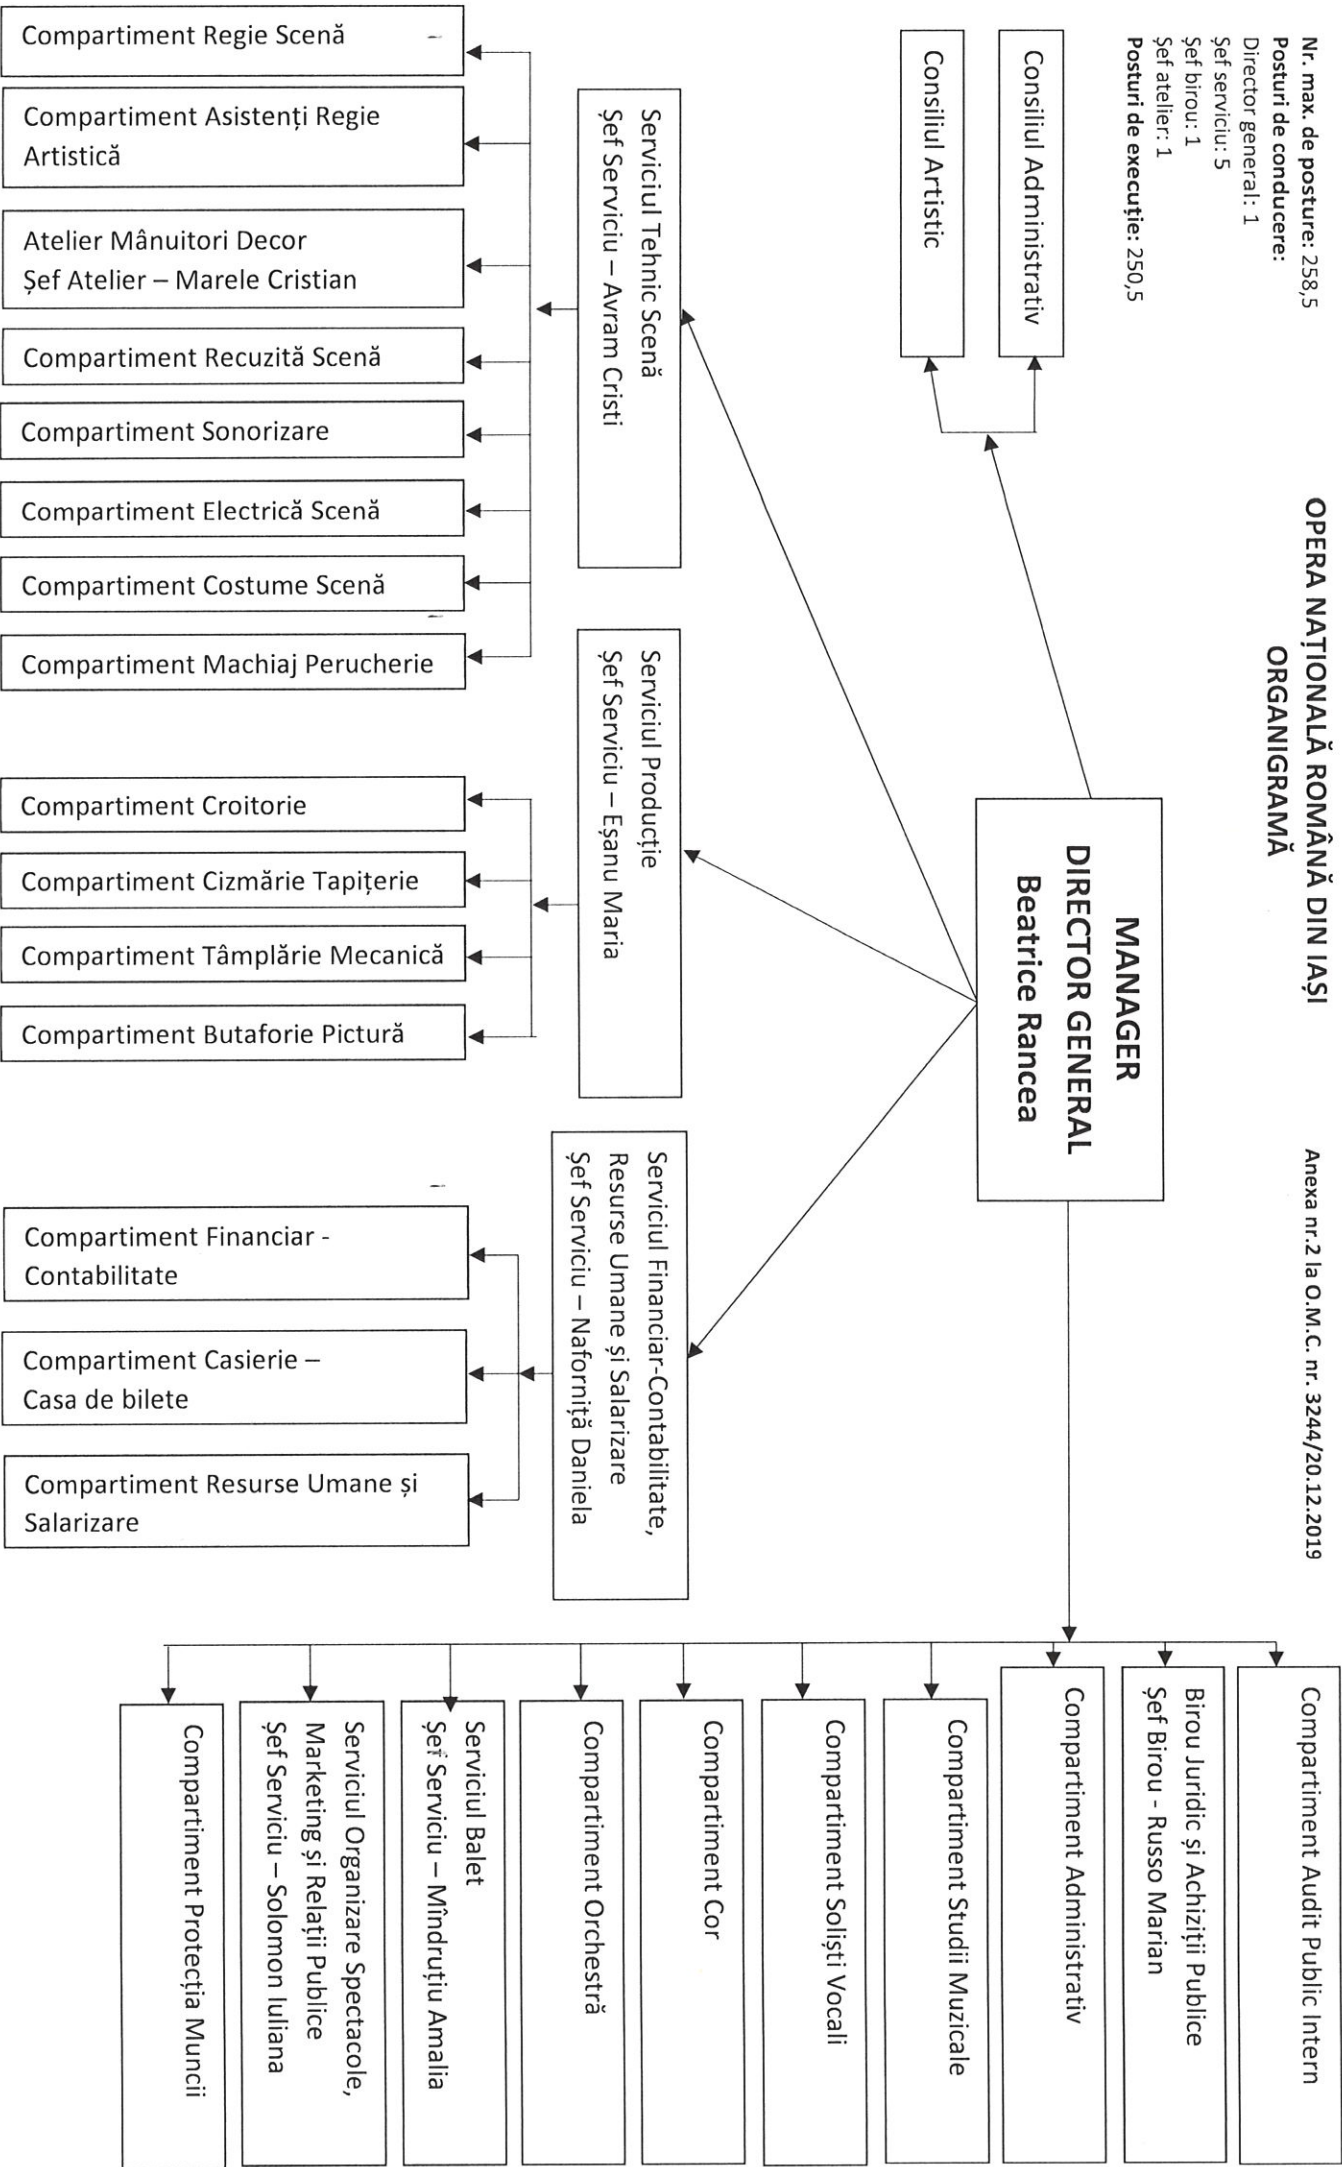 OPERA NAȚIONALĂ ROMÂNĂ DIN IAȘI
ORGANIGRAMĂ
Anexa nr.2 la O.M.C. nr. 3244/20.12.2019
Nr. max. de posture: 258,5
Posturi de conducere:
Director general: 1
Șef serviciu: 5
Șef birou: 1
Șef atelier: 1
Posturi de execuție: 250,5
MANAGER
DIRECTOR GENERAL
Beatrice Rancea
Consiliul Administrativ
Consiliul Artistic
Compartiment Audit Public Intern
Birou Juridic și Achiziții Publice
Șef Birou - Russo Marian
Compartiment Administrativ
Compartiment Studii Muzicale
Compartiment Soliști Vocali
Compartiment Cor
Compartiment Orchestră
Serviciul Balet
Șef Serviciu – Mîndruțiu Amalia
Serviciul Organizare Spectacole,
Marketing și Relații Publice
Șef Serviciu – Solomon Iuliana
Compartiment Protecția Muncii
Serviciul Tehnic Scenă
Șef Serviciu – Avram Cristi
Serviciul Producție
Șef Serviciu – Eșanu Maria
Serviciul Financiar-Contabilitate,
Resurse Umane și Salarizare
Șef Serviciu – Naforniță Daniela
Compartiment Regie Scenă
Compartiment Asistenți Regie
Artistică
Atelier Mânuitori Decor
Șef Atelier – Marele Cristian
Compartiment Recuzită Scenă
Compartiment Sonorizare
Compartiment Electrică Scenă
Compartiment Costume Scenă
Compartiment Machiaj Perucherie
Compartiment Croitorie
Compartiment Cizmărie Tapițerie
Compartiment Tâmplărie Mecanică
Compartiment Butaforie Pictură
Compartiment Financiar -
Contabilitate
Compartiment Casierie –
Casa de bilete
Compartiment Resurse Umane și
Salarizare